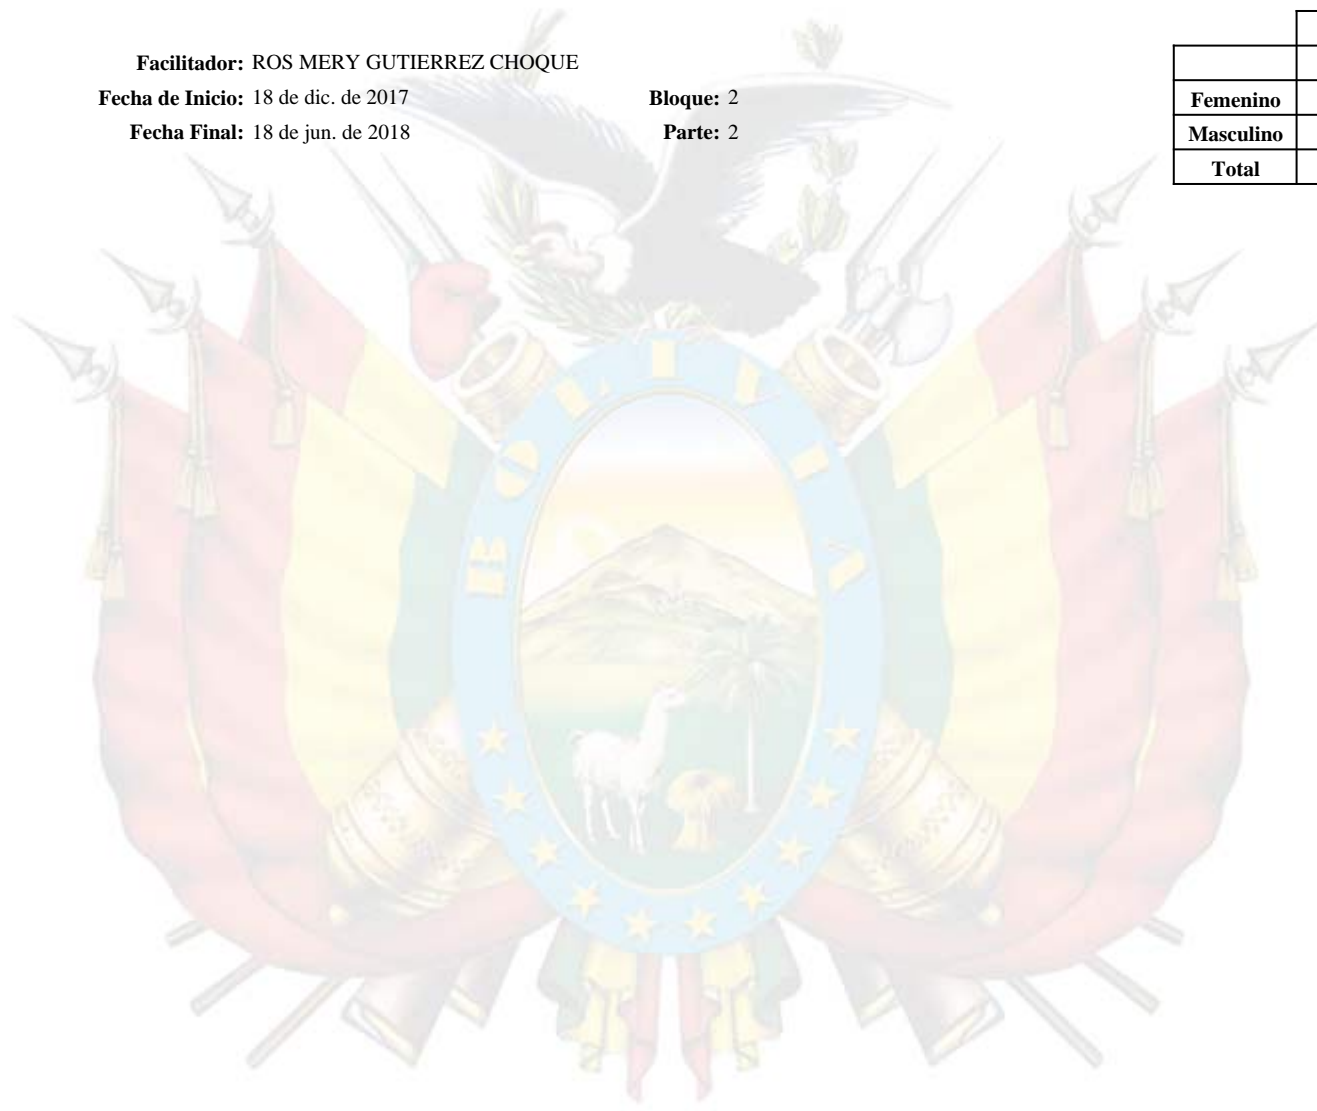 Facilitador: ROS MERY GUTIERREZ CHOQUE
Fecha de Inicio: 18 de dic. de 2017 Bloque: 2
Fecha Final: 18 de jun. de 2018 Parte: 2
Femenino
Masculino
Total
BOLIVIA